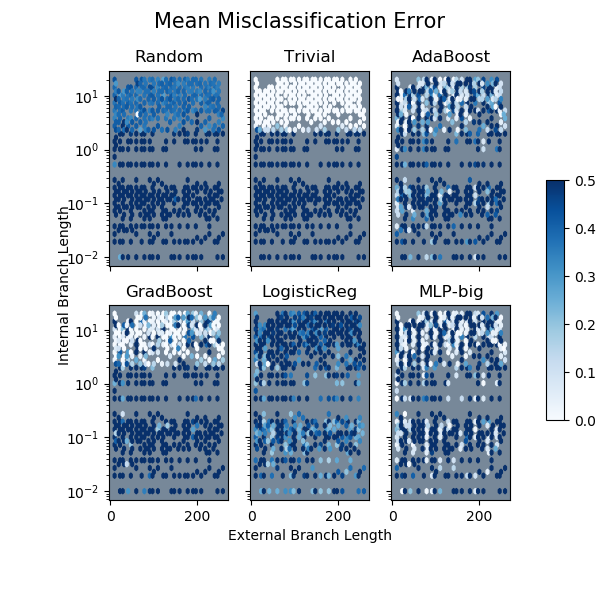 Mean Misclassification Error
Random Trivial AdaBoost
10¹
10⁰
10⁻¹
10⁻²
GradBoost LogisticReg MLP-big
10¹
10⁰
10⁻¹
10⁻²
0 200 0 200 0 200
Internal Branch Length
External Branch Length
0.5
0.4
0.3
0.2
0.1
0.0